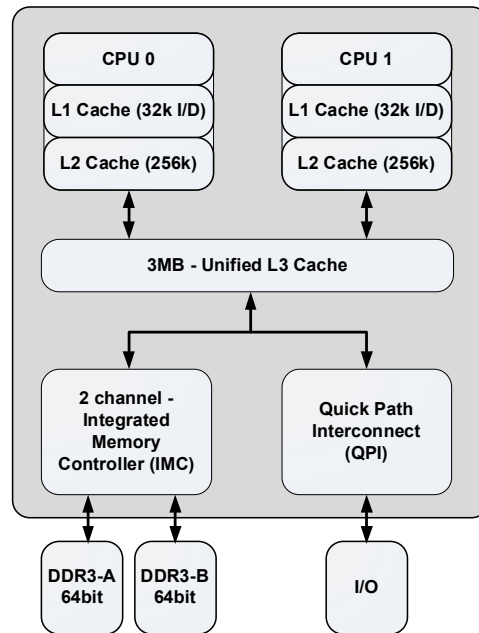 CPU 0
L1 Cache (32k I/D)
L2 Cache (256k)
CPU 1
L1 Cache (32k I/D)
L2 Cache (256k)
3MB - Unified L3 Cache
2 channel -
Integrated
Memory
Controller (IMC)
Quick Path
Interconnect
(QPI)
DDR3-A
64bit
DDR3-B
64bit
I/O